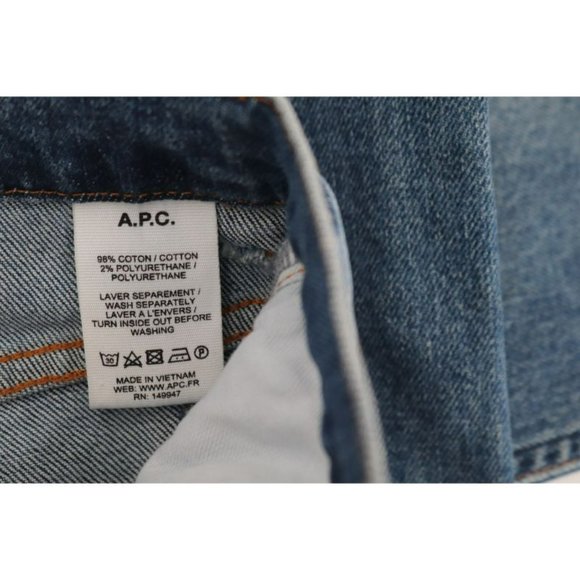 A.P.C.
98% COTON / COTTON
2% POLYURETHANE /
POLYURETHANE
LAVER SEPAREMENT /
WASH SEPARATELY
LAVER A L'ENVERS /
TURN INSIDE OUT BEFORE
WASHING
30 P
MADE IN VIETNAM
WEB: WWW.APC.FR
RN: 149947